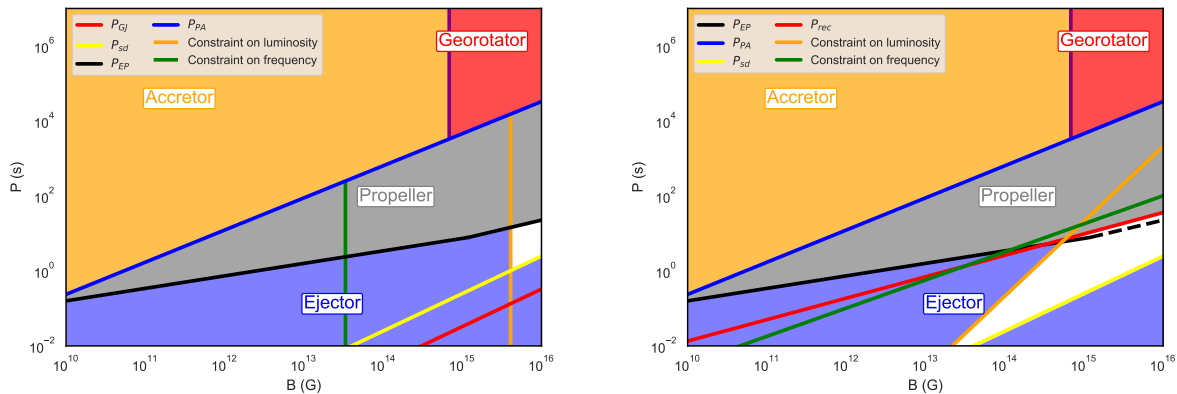 P_GJ
P_sd
P_EP
P_PA
Constraint on luminosity
Constraint on frequency
Georotator
Accretor
Propeller
Ejector
P (s)
10^6
10^4
10^2
10^0
10^−2
10^10 10^11 10^12 10^13 10^14 10^15 10^16
B (G)
P_EP
P_PA
P_sd
P_rec
Constraint on luminosity
Constraint on frequency
Georotator
Accretor
Propeller
Ejector
P (s)
10^6
10^4
10^2
10^0
10^−2
10^10 10^11 10^12 10^13 10^14 10^15 10^16
B (G)